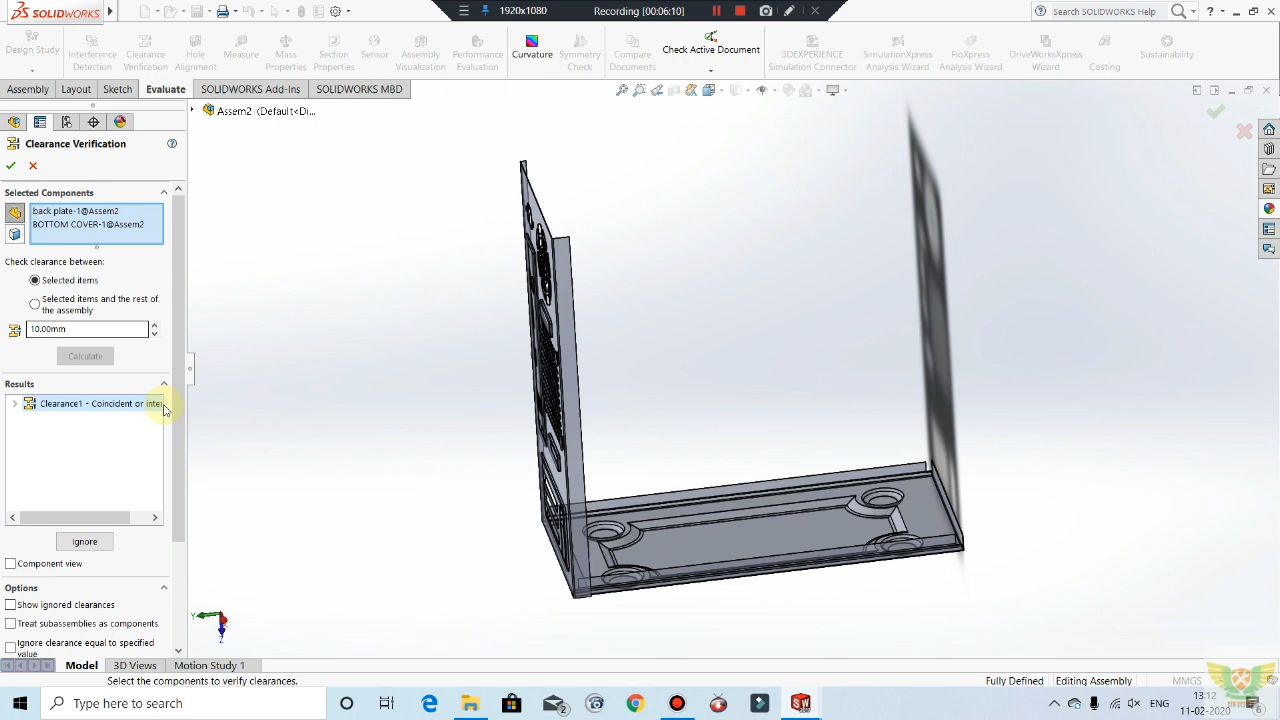 SOLIDWORKS
1920x1080 Recording [00:06:10]
Search SOLIDWORKS Help
Design Study
Interference Detection
Clearance Verification
Hole Alignment
Measure
Mass Properties
Section Properties
Sensor
Assembly Visualization
Performance Evaluation
Curvature
Symmetry Check
Compare Documents
Check Active Document
3DEXPERIENCE Simulation Connector
SimulationXpress Analysis Wizard
FloXpress Analysis Wizard
DriveWorksXpress Wizard
Costing
Sustainability
Assembly Layout Sketch Evaluate SOLIDWORKS Add-Ins SOLIDWORKS MBD
Assem2 (Default<Di...
Clearance Verification
Selected Components
back plate-1@Assem2
BOTTOM COVER-1@Assem2
Check clearance between:
Selected items
Selected items and the rest of
the assembly
10.00mm
Calculate
Results
Clearance1 - Coincident or inter
Ignore
Component view
Options
Show ignored clearances
Treat subassemblies as components
Ignore clearance equal to specified
value
Y
Z
Model 3D Views Motion Study 1
Select the components to verify clearances.
Fully Defined Editing Assembly MMGS
Type here to search
2
ENG
13:12
11-02-2020
6